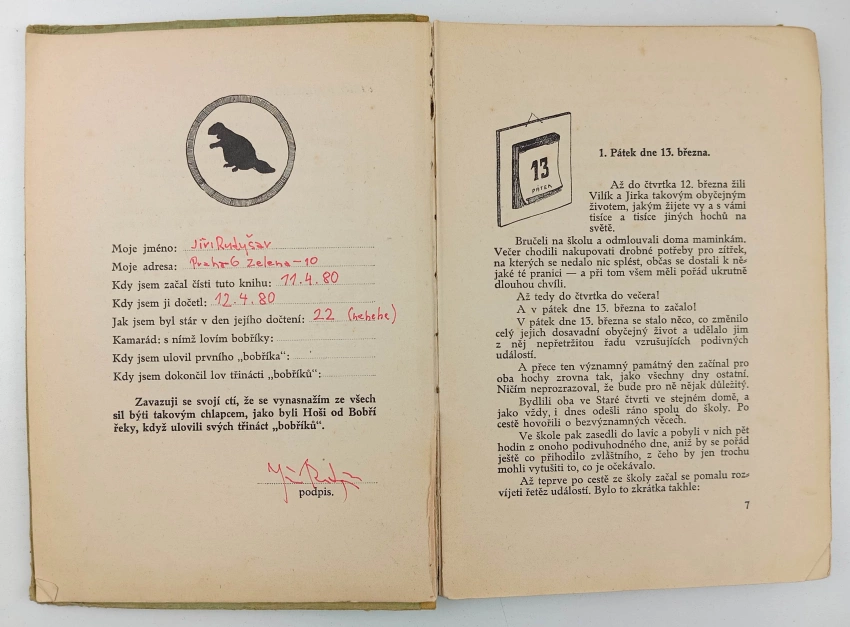 Moje jméno: Jiří Rudyšar
Moje adresa: Praha-6 Zelena-10
Kdy jsem začal čísti tuto knihu: 11.4.80
Kdy jsem ji dočetl: 12.4.80
Jak jsem byl stár v den jejího dočtení: 22 (hehehe)
Kamarád: s nímž lovím bobříky:
Kdy jsem ulovil prvního „bobříka“:
Kdy jsem dokončil lov třinácti „bobříků“:
Zavazuji se svojí ctí, že se vynasnažím ze všech
sil býti takovým chlapcem, jako byli Hoši od Bobří
řeky, když ulovili svých třináct „bobříků“.
podpis.
13
PÁTEK
1. Pátek dne 13. března.
Až do čtvrtka 12. března žili
Vilík a Jirka takovým obyčejným
životem, jakým žijete vy a s vámi
tisíce a tisíce jiných hochů na
světě.
Bručeli na školu a odmlouvali doma maminkám.
Večer chodili nakupovati drobné potřeby pro zítřek,
na kterých se nedalo nic splést, občas se dostali k ně-
jaké té pranici — a při tom všem měli pořád ukrutně
dlouhou chvíli.
Až tedy do čtvrtka do večera!
A v pátek dne 13. března to začalo!
V pátek dne 13. března se stalo něco, co změnilo
celý jejich dosavadní obyčejný život a udělalo jim
z něj nepřetržitou řadu vzrušujících podivných
událostí.
A přece ten významný památný den začínal pro
oba hochy zrovna tak, jako všechny dny ostatní.
Ničím neprozrazoval, že bude pro ně nějak důležitý.
Bydlili oba ve Staré čtvrti ve stejném domě, a
jako vždy, i dnes odešli ráno spolu do školy. Po
cestě hovořili o bezvýznamných věcech.
Ve škole pak zasedli do lavic a pobyli v nich pět
hodin z onoho podivuhodného dne, aniž by se pořád
ještě co přihodilo zvláštního, z čeho by jen trochu
mohli vytušiti to, co je očekávalo.
Až teprve po cestě ze školy začal se pomalu roz-
víjeti řetěz událostí. Bylo to zkrátka takhle:
7